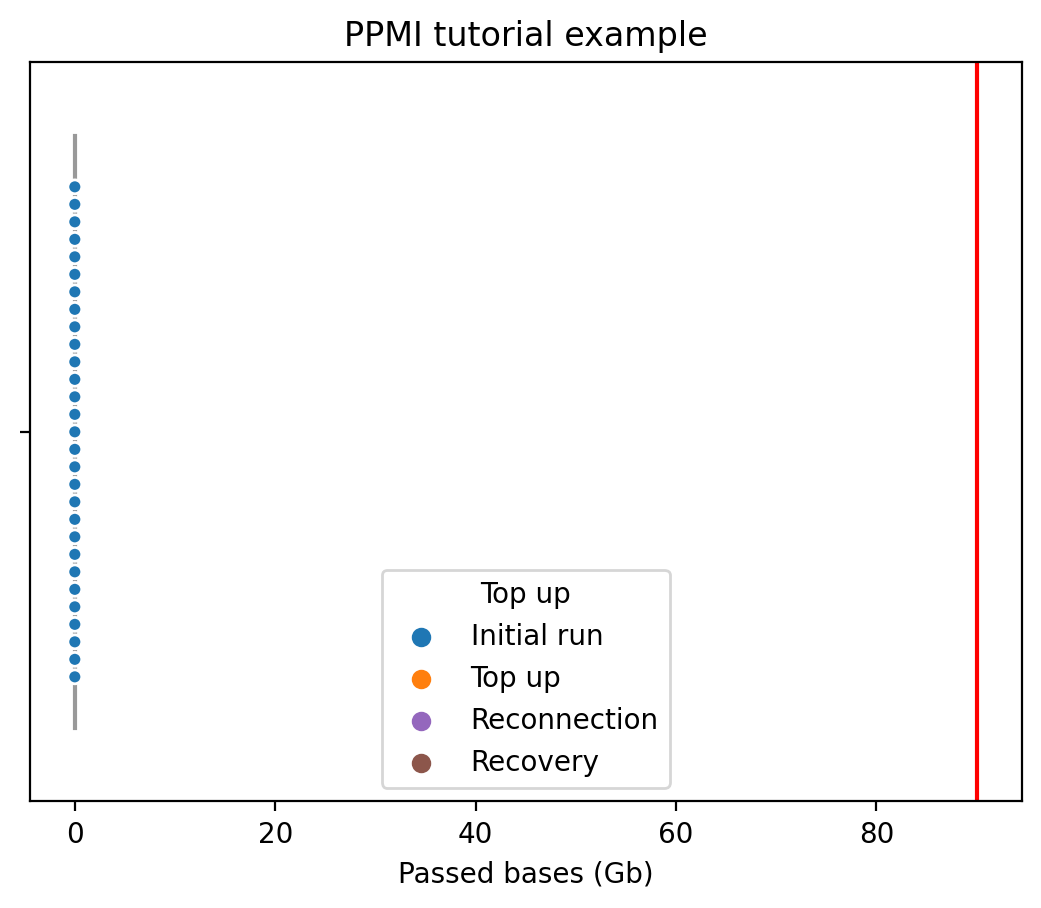 PPMI tutorial example
Top up
Initial run
Top up
Reconnection
Recovery
0 20 40 60 80
Passed bases (Gb)